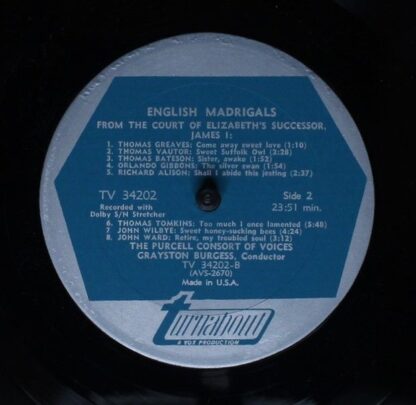 ENGLISH MADRIGALS
FROM THE COURT OF ELIZABETH'S SUCCESSOR,
JAMES I:
1. THOMAS GREAVES: Come away sweet love (1:10)
2. THOMAS VAUTOR: Sweet Suffolk Owl (2:28)
3. THOMAS BATESON: Sister, awake (1:52)
4. ORLANDO GIBBONS: The silver swan (1:54)
5. RICHARD ALISON: Shall I abide this jesting (2:37)
TV 34202
Side 2
Recorded with
Dolby S/N Stretcher
23:51 min.
6. THOMAS TOMKINS: Too much I once lamented (5:48)
7 JOHN WILBYE: Sweet honey-sucking bees (4:24)
8. JOHN WARD: Retire, my troubled soul (3:12)
THE PURCELL CONSORT OF VOICES
GRAYSTON BURGESS, Conductor
TV 34202-B
(AVS-2670)
Made in U.S.A.
turnabout
A VOX PRODUCTION